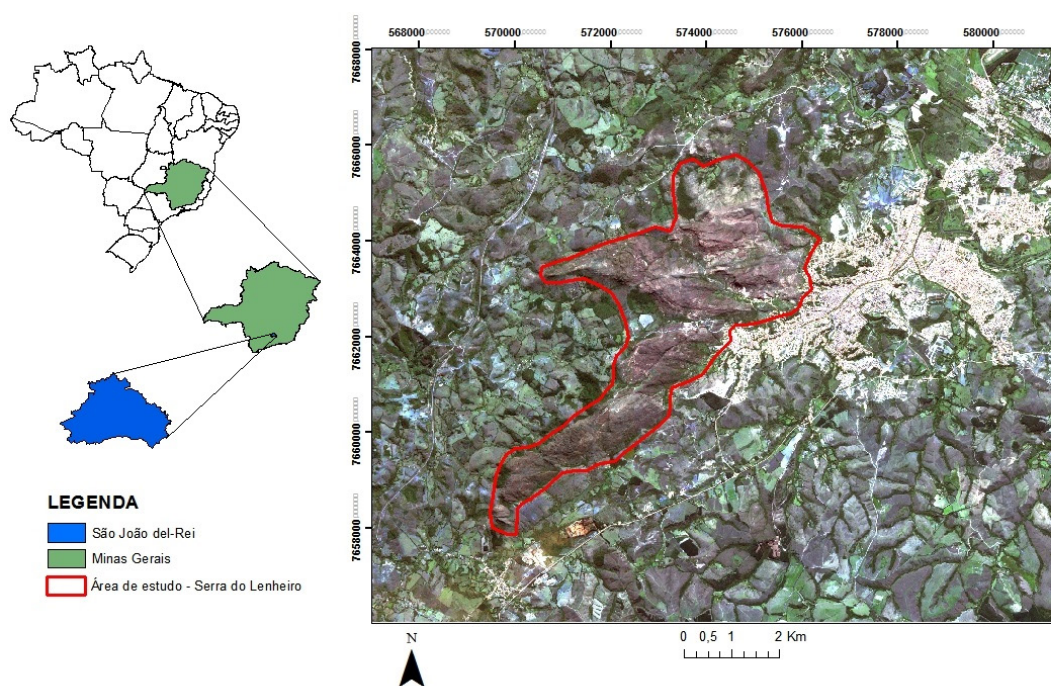 568000 570000 572000 574000 576000 578000 580000
7668000
7666000
7664000
7662000
7660000
7658000
LEGENDA
São João del-Rei
Minas Gerais
Área de estudo - Serra do Lenheiro
N
0 0,5 1 2 Km